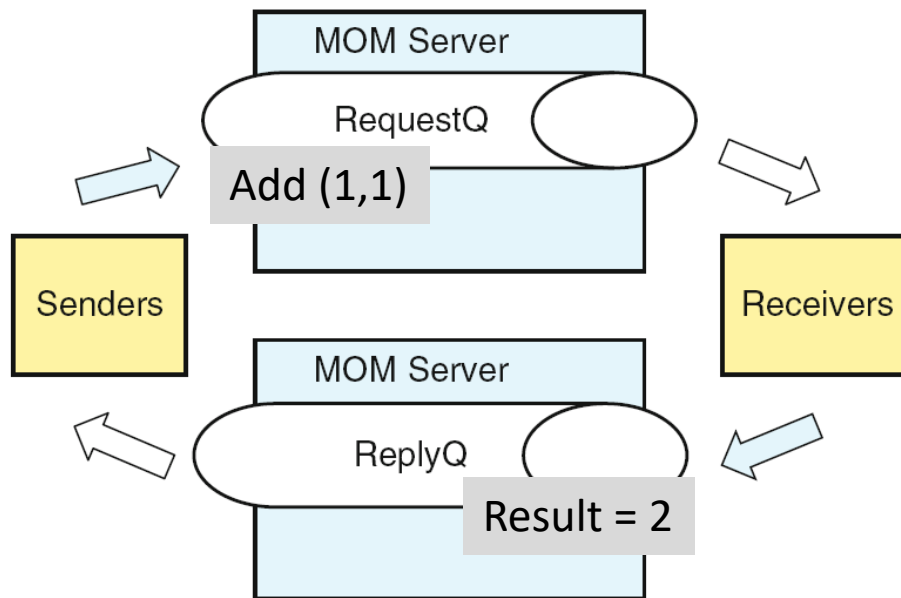 MOM Server
RequestQ
Add (1,1)
Senders
Receivers
MOM Server
ReplyQ
Result = 2